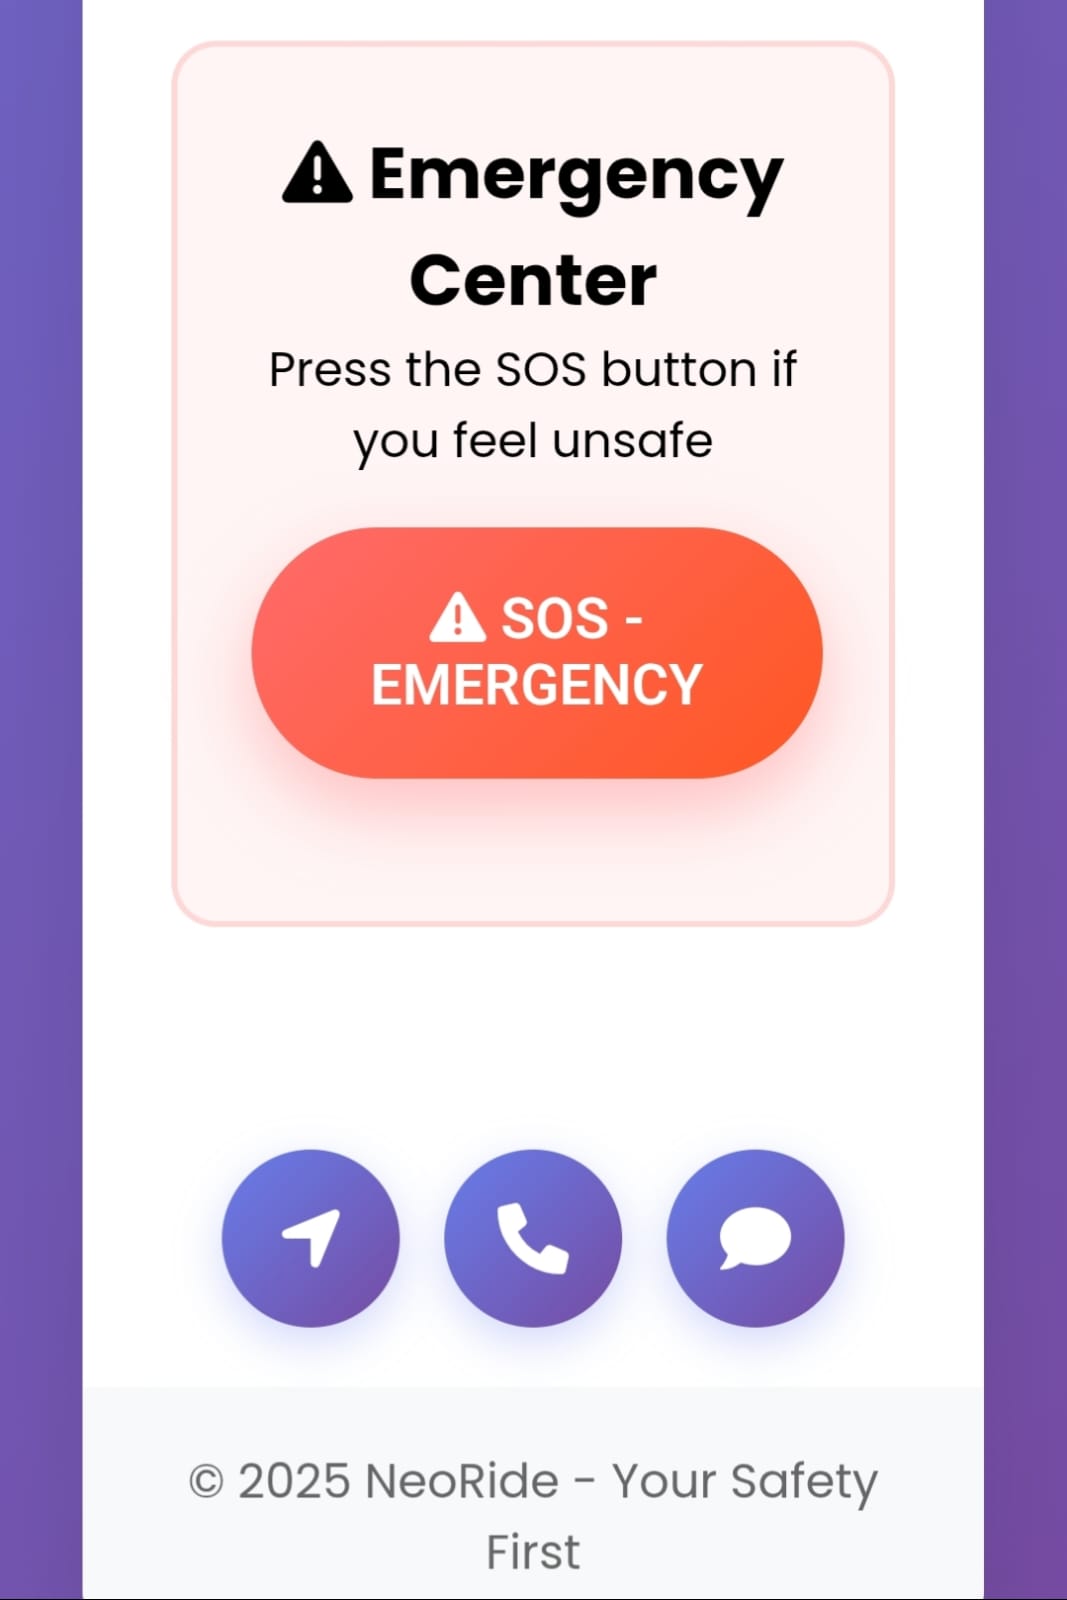 Emergency
Center
Press the SOS button if
you feel unsafe
SOS -
EMERGENCY
© 2025 NeoRide - Your Safety
First